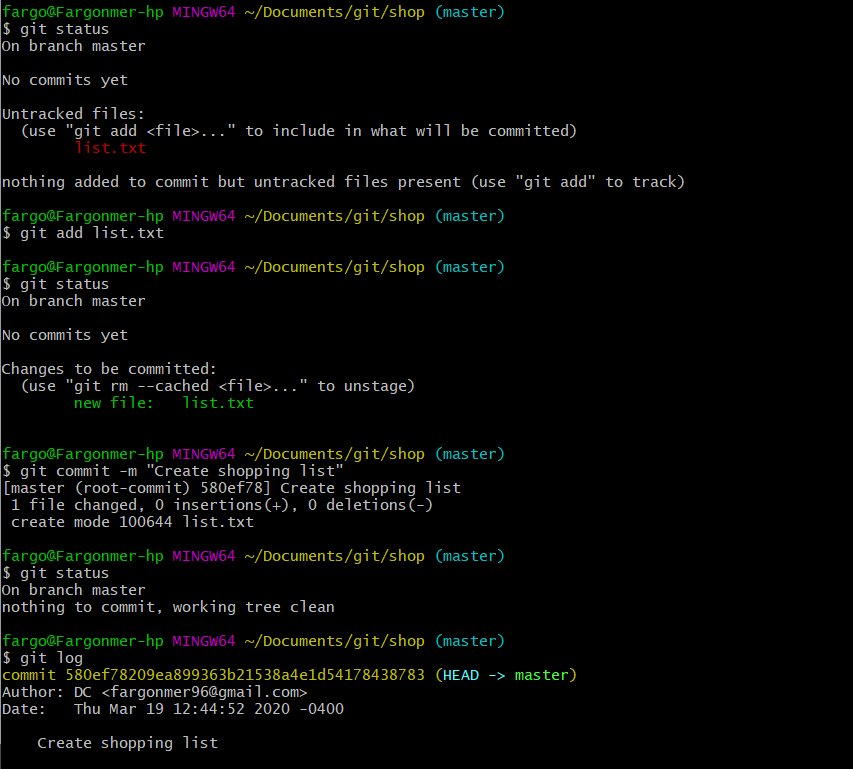 fargo@Fargonmer-hp MINGW64 ~/Documents/git/shop (master)
$ git status
On branch master
No commits yet
Untracked files:
(use "git add <file>..." to include in what will be committed)
list.txt
nothing added to commit but untracked files present (use "git add" to track)
fargo@Fargonmer-hp MINGW64 ~/Documents/git/shop (master)
$ git add list.txt
fargo@Fargonmer-hp MINGW64 ~/Documents/git/shop (master)
$ git status
On branch master
No commits yet
Changes to be committed:
(use "git rm --cached <file>..." to unstage)
new file:   list.txt
fargo@Fargonmer-hp MINGW64 ~/Documents/git/shop (master)
$ git commit -m "Create shopping list"
[master (root-commit) 580ef78] Create shopping list
1 file changed, 0 insertions(+), 0 deletions(-)
create mode 100644 list.txt
fargo@Fargonmer-hp MINGW64 ~/Documents/git/shop (master)
$ git status
On branch master
nothing to commit, working tree clean
fargo@Fargonmer-hp MINGW64 ~/Documents/git/shop (master)
$ git log
commit 580ef78209ea899363b21538a4e1d54178438783 (HEAD -> master)
Author: DC <fargonmer96@gmail.com>
Date:   Thu Mar 19 12:44:52 2020 -0400
Create shopping list